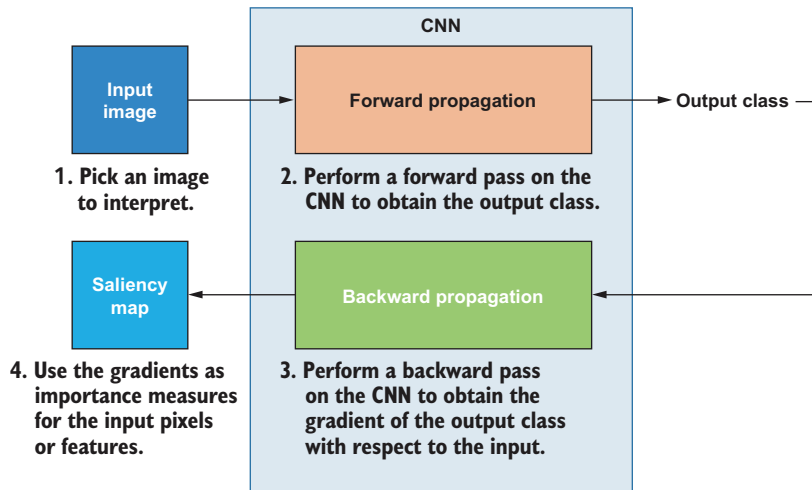 CNN
Input
image
Forward propagation
Output class
1. Pick an image
to interpret.
2. Perform a forward pass on the
CNN to obtain the output class.
Saliency
map
Backward propagation
4. Use the gradients as
importance measures
for the input pixels
or features.
3. Perform a backward pass
on the CNN to obtain the
gradient of the output class
with respect to the input.